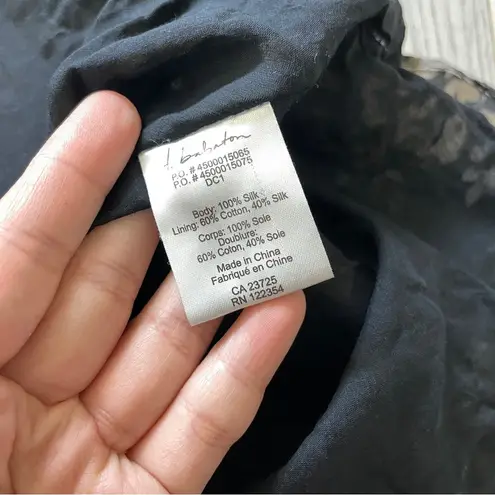 t. babaton
P.O. # 4500015065
P.O. # 4500015075
DC1
Body: 100% Silk
Lining: 60% Cotton, 40% Silk
Corps: 100% Soie
Doublure:
60% Coton, 40% Soie
Made in China
Fabriqué en Chine
CA 23725
RN 122354